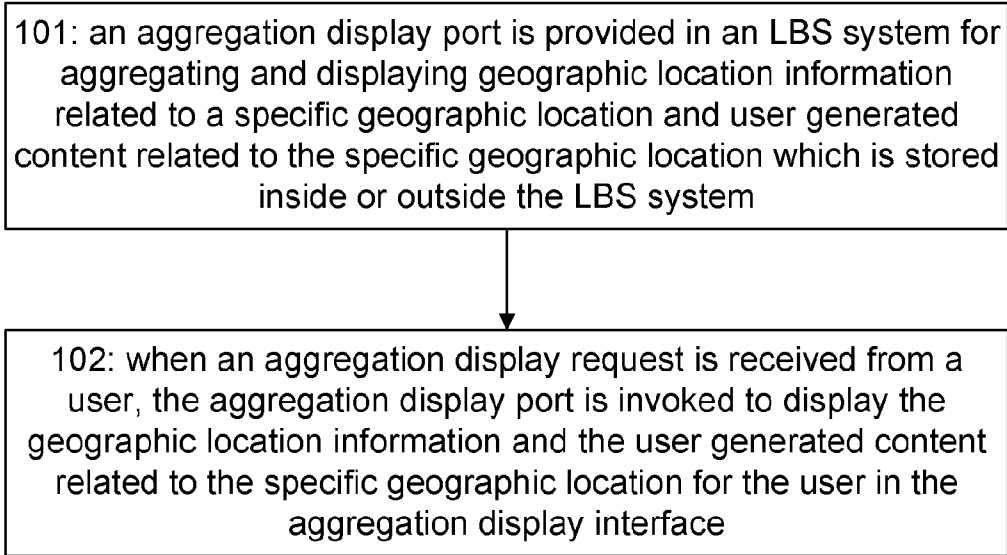 101: an aggregation display port is provided in an LBS system for
aggregating and displaying geographic location information
related to a specific geographic location and user generated
content related to the specific geographic location which is stored
inside or outside the LBS system
102: when an aggregation display request is received from a
user, the aggregation display port is invoked to display the
geographic location information and the user generated content
related to the specific geographic location for the user in the
aggregation display interface